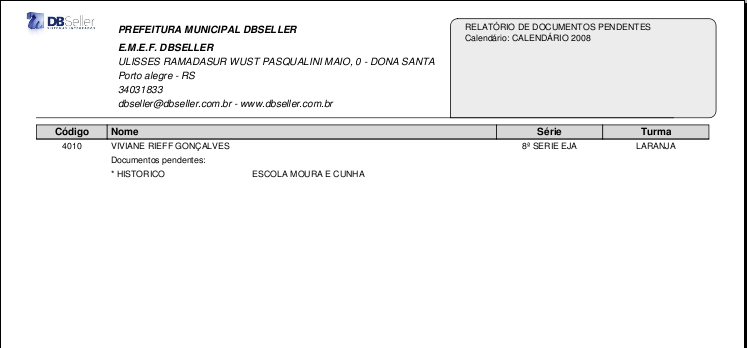 DBSeller
PREFEITURA MUNICIPAL DBSELLER
E.M.E.F. DBSELLER
ULISSES RAMADASUR WUST PASQUALINI MAIO, 0 - DONA SANTA
Porto alegre - RS
34031833
dbseller@dbseller.com.br - www.dbseller.com.br
RELATÓRIO DE DOCUMENTOS PENDENTES
Calendário: CALENDÁRIO 2008
Código Nome Série Turma
4010 VIVIANE RIEFF GONÇALVES 8ª SERIE EJA LARANJA
Documentos pendentes:
* HISTORICO ESCOLA MOURA E CUNHA